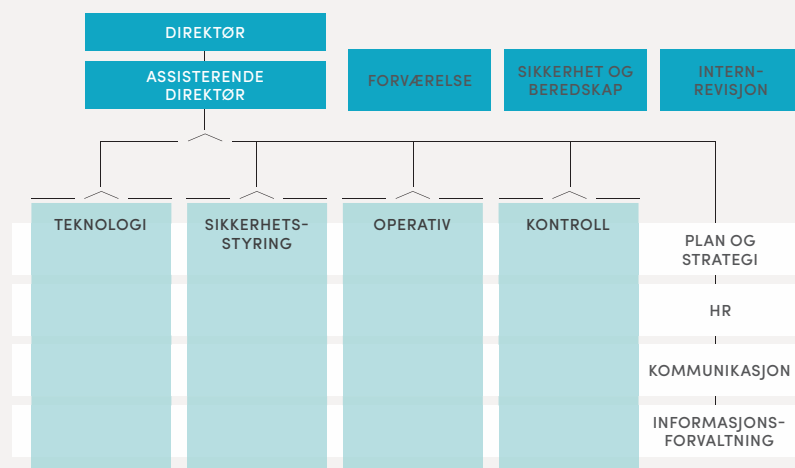 DIREKTØR
ASSISTERENDE
DIREKTØR
FORVÆRELSE
SIKKERHET OG
BEREDSKAP
INTERN-
REVISJON
TEKNOLOGI
SIKKERHETS-
STYRING
OPERATIV
KONTROLL
PLAN OG
STRATEGI
HR
KOMMUNIKASJON
INFORMASJONS-
FORVALTNING